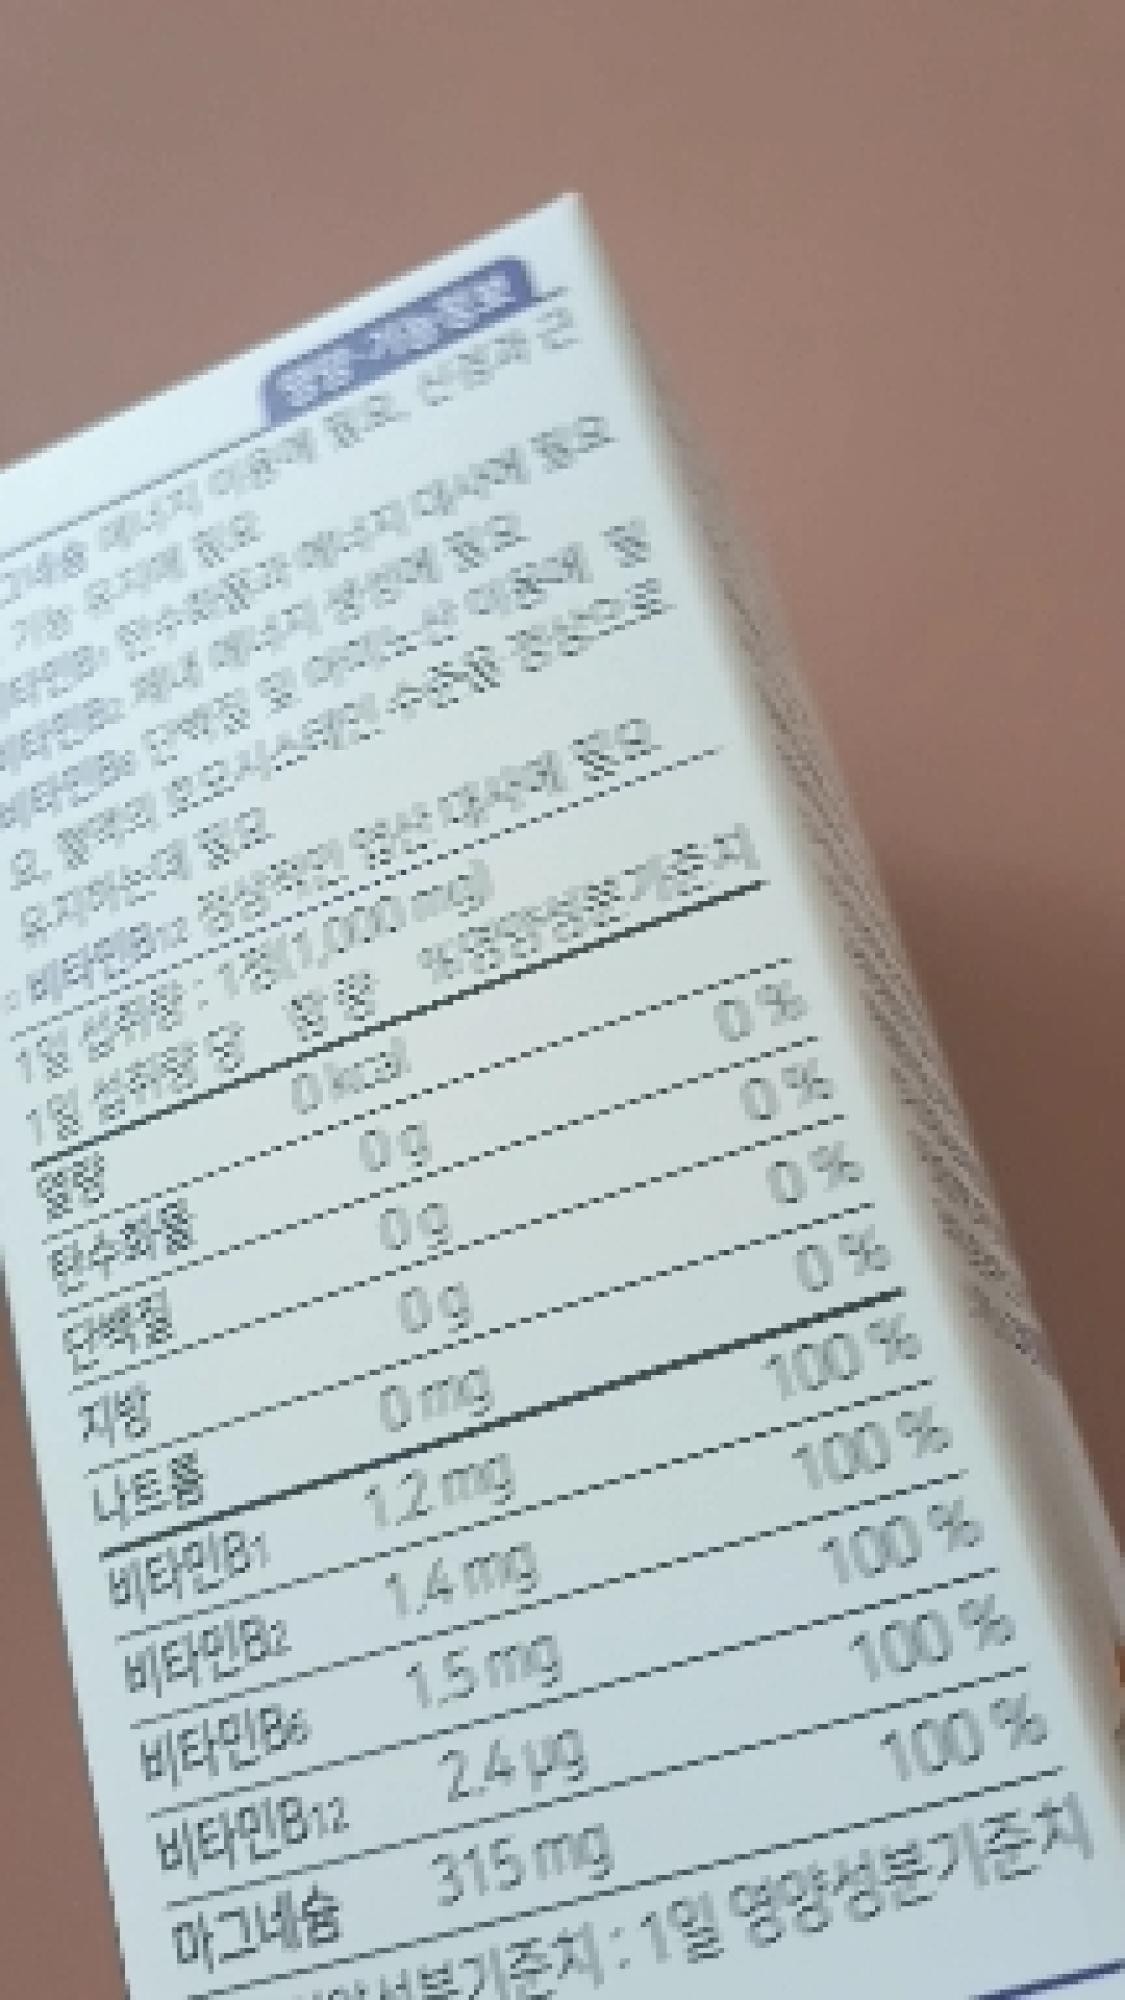 영양·기능정보
그네슘 에너지 이용에 필요, 신경과 근
기능 유지에 필요
비타민B1 탄수화물과 에너지 대사에 필요
비타민B2 체내 에너지 생성에 필요
비타민B6 단백질 및 아미노산 이용에 필
요, 혈액의 호모시스테인 수준을 정상으로
유지하는데 필요
비타민B12 정상적인 엽산 대사에 필요
1일 섭취량 : 1정(1,000 mg)
1일 섭취량 당 함량 %영양성분기준치
열량 0 kcal
탄수화물 0 g 0 %
단백질 0 g 0 %
지방 0 g 0 %
나트륨 0 mg 0 %
비타민B1 1.2 mg 100 %
비타민B2 1.4 mg 100 %
비타민B6 1.5 mg 100 %
비타민B12 2.4 μg 100 %
마그네슘 315 mg 100 %
영양성분기준치 : 1일 영양성분기준치